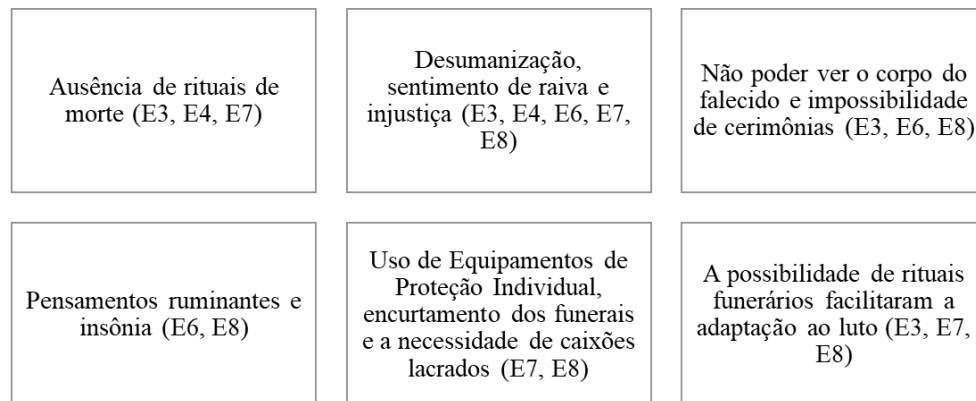 Ausência de rituais de
morte (E3, E4, E7)
Desumanização,
sentimento de raiva e
injustiça (E3, E4, E6, E7,
E8)
Não poder ver o corpo do
falecido e impossibilidade
de cerimônias (E3, E6, E8)
Pensamentos ruminantes e
insônia (E6, E8)
Uso de Equipamentos de
Proteção Individual,
encurtamento dos funerais
e a necessidade de caixões
lacrados (E7, E8)
A possibilidade de rituais
funerários facilitaram a
adaptação ao luto (E3, E7,
E8)